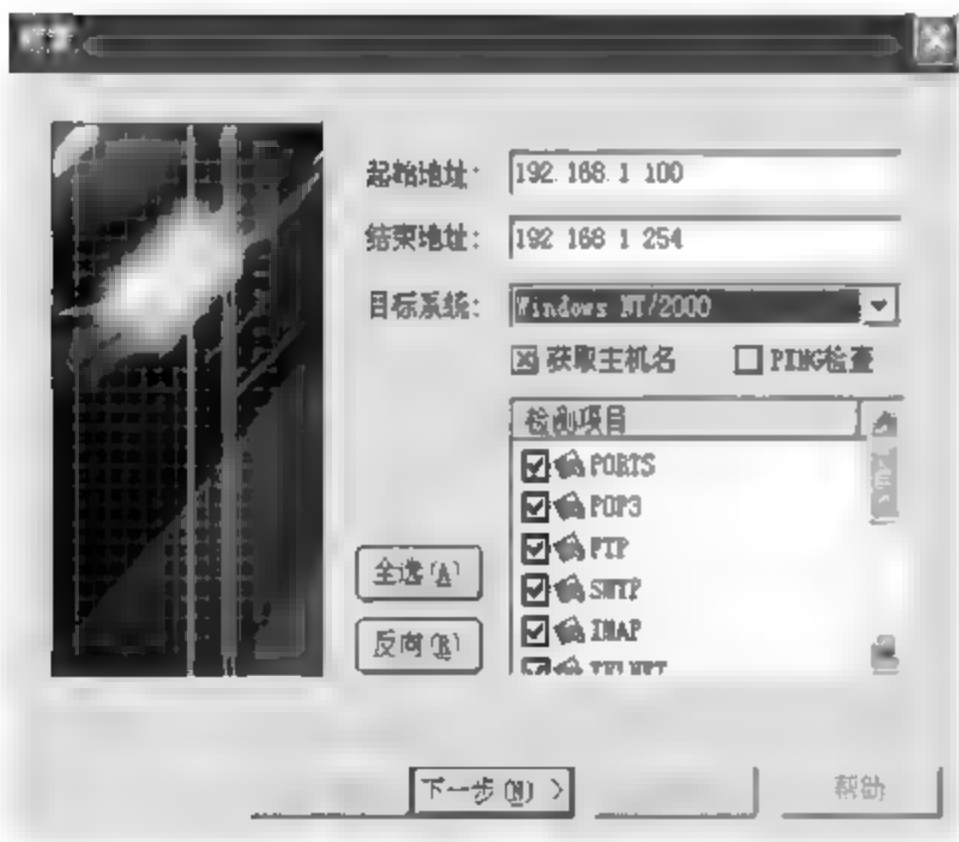 起始地址:
192.168.1.100
结束地址:
192 168 1 254
目标系统:
Windows NT/2000
获取主机名
PING检查
检测项目
PORTS
POP3
FTP
SMTP
IMAP
TELNET
全选(A)
反向(R)
下一步(N) >
帮助